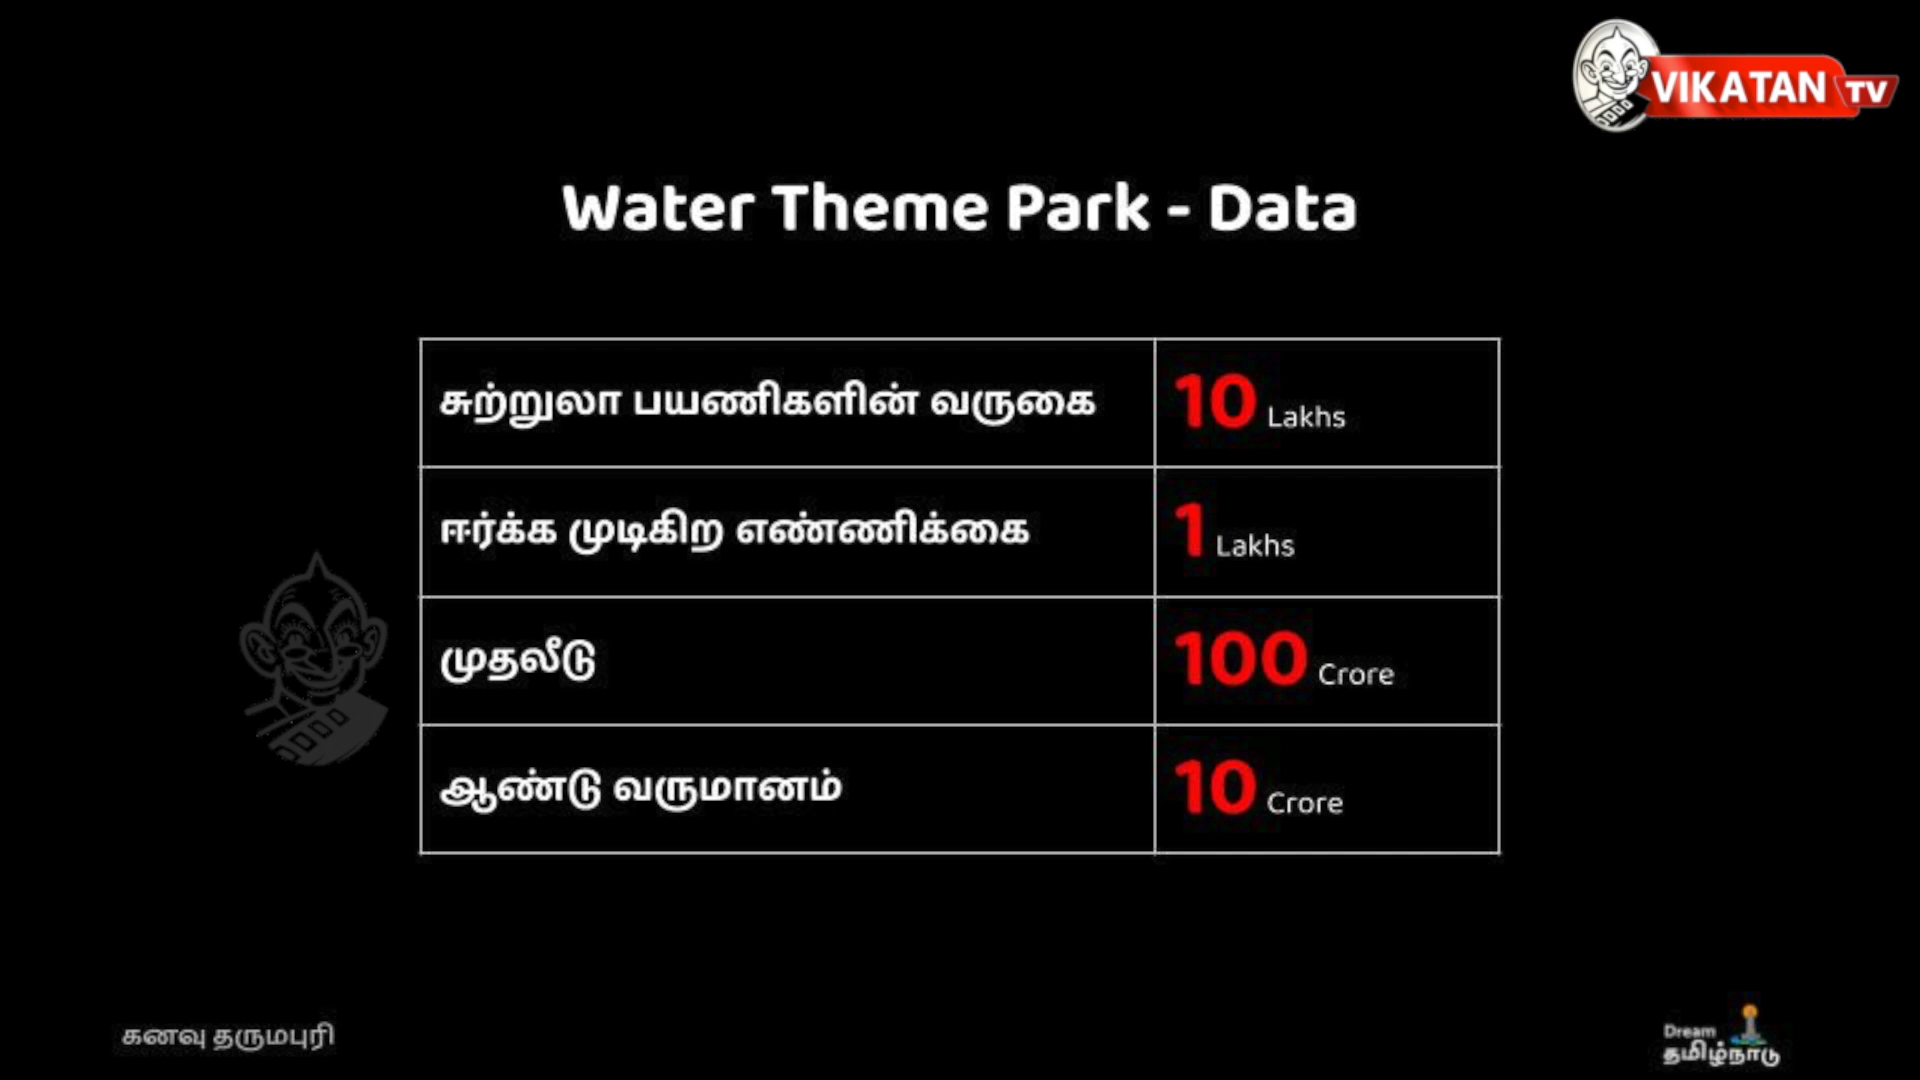 VIKATAN TV
Water Theme Park - Data
சுற்றுலா பயணிகளின் வருகை 10 Lakhs
ஈர்க்க முடிகிற எண்ணிக்கை 1 Lakhs
முதலீடு 100 Crore
ஆண்டு வருமானம் 10 Crore
கனவு தருமபுரி
Dream
தமிழ்நாடு